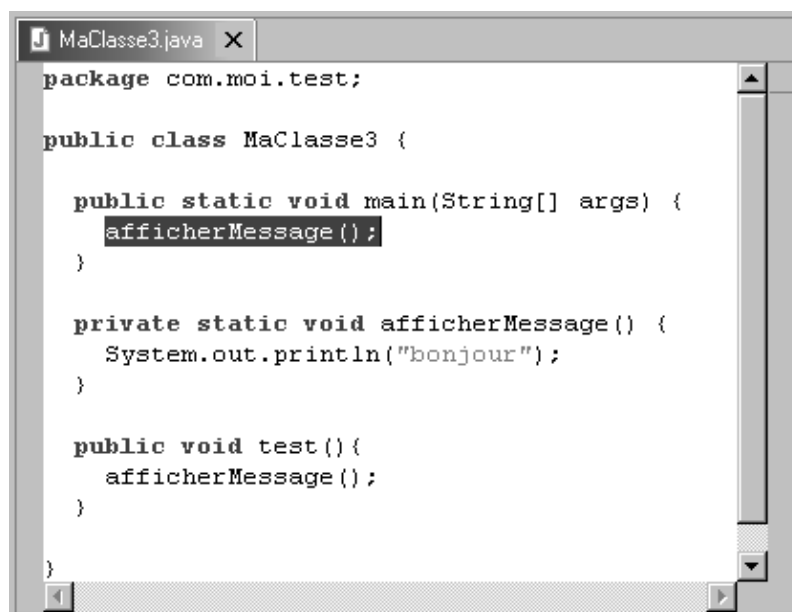 MaClasse3.java
package com.moi.test;
public class MaClasse3 {
public static void main(String[] args) {
afficherMessage();
}
private static void afficherMessage() {
System.out.println("bonjour");
}
public void test(){
afficherMessage();
}
}